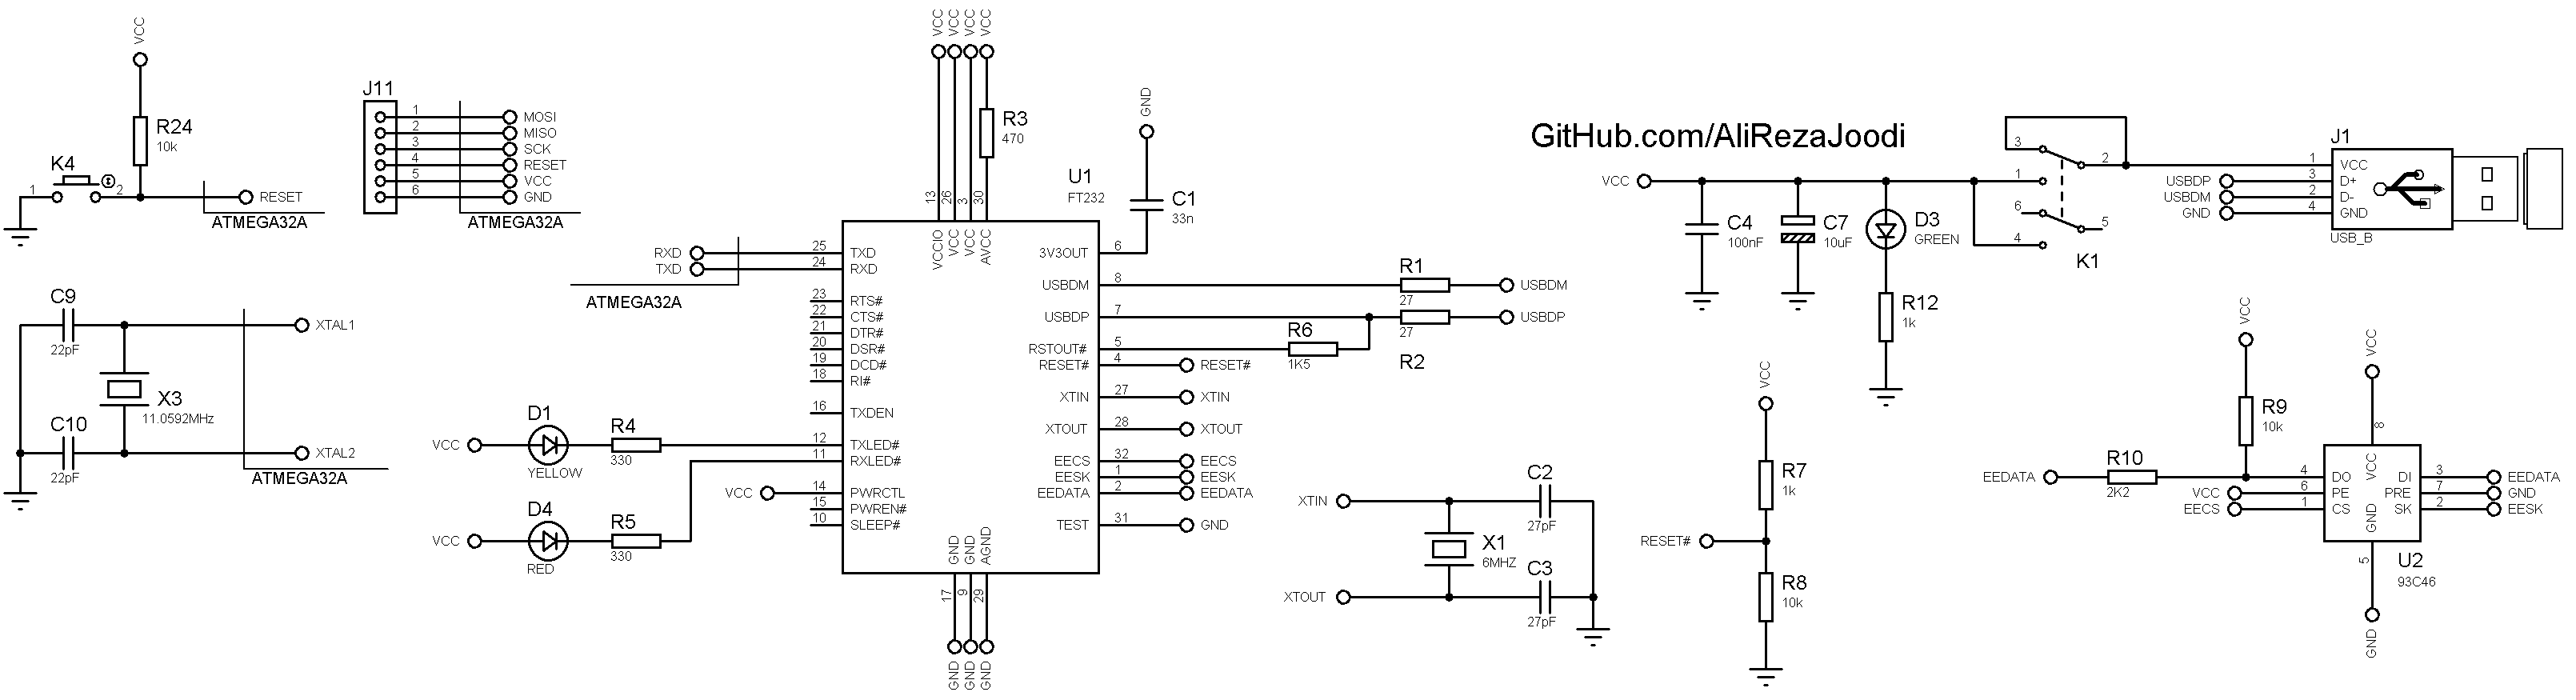 VCC
R24
10k
K4
1
2
RESET
ATMEGA32A
J11
1 MOSI
2 MISO
3 SCK
4 RESET
5 VCC
6 GND
ATMEGA32A
C9
22pF
XTAL1
X3
11.0592MHz
C10
22pF
XTAL2
ATMEGA32A
VCC VCC VCC VCC
R3
470
13 26 3 30
VCCIO VCC VCC AVCC
GND
C1
33n
U1
FT232
RXD 25 TXD
TXD 24 RXD
ATMEGA32A
23 RTS#
22 CTS#
21 DTR#
20 DSR#
19 DCD#
18 RI#
16 TXDEN
12 TXLED#
11 RXLED#
14 PWRCTL
15 PWREN#
10 SLEEP#
VCC
D1
YELLOW
R4
330
VCC
VCC
D4
RED
R5
330
3V3OUT 6
USBDM 8
USBDP 7
RSTOUT# 5
RESET# 4 RESET#
XTIN 27 XTIN
XTOUT 28 XTOUT
EECS 32 EECS
EESK 1 EESK
EEDATA 2 EEDATA
TEST 31 GND
R1
27
USBDM
27
R2
USBDP
R6
1K5
GND GND AGND
17 9 29
GND GND GND
XTIN
C2
27pF
X1
6MHZ
XTOUT
C3
27pF
GitHub.com/AliRezaJoodi
VCC
C4
100nF
C7
10uF
D3
GREEN
R12
1k
3
2
1
6
5
4
K1
J1
1 VCC
USBDP 3 D+
USBDM 2 D-
GND 4 GND
USB_B
VCC
R7
1k
RESET#
R8
10k
VCC
R9
10k
VCC
8
EEDATA
R10
2K2
4 DO
VCC 6 PE
EECS 1 CS
VCC
GND
DI 3 EEDATA
PRE 7 GND
SK 2 EESK
5
U2
93C46
GND